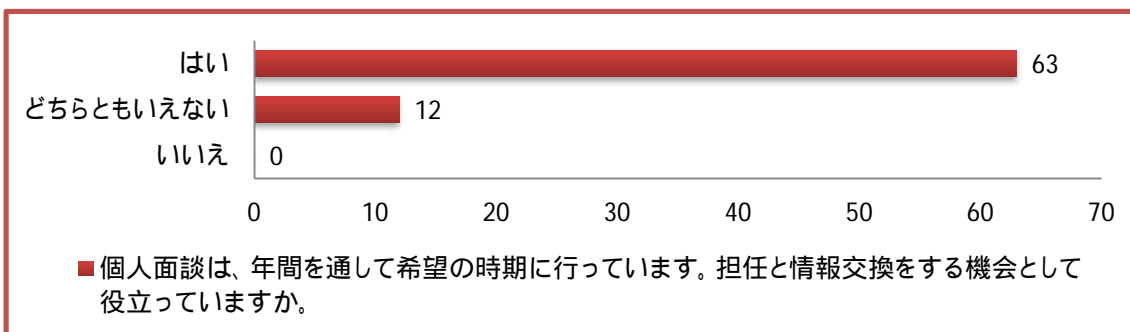 はい 63
どちらともいえない 12
いいえ 0
0 10 20 30 40 50 60 70
個人面談は、年間を通して希望の時期に行っています。担任と情報交換をする機会として
役立っていますか。